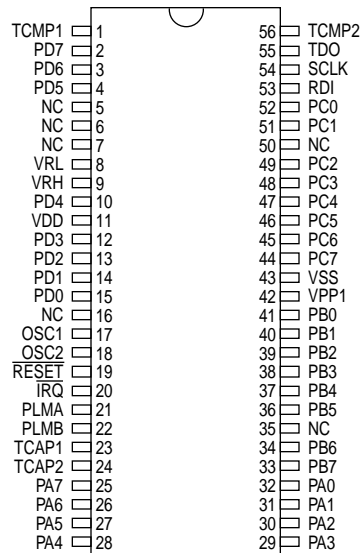 TCMP1 1 56 TCMP2
PD7 2 55 TDO
PD6 3 54 SCLK
PD5 4 53 RDI
NC 5 52 PC0
NC 6 51 PC1
NC 7 50 NC
VRL 8 49 PC2
VRH 9 48 PC3
PD4 10 47 PC4
VDD 11 46 PC5
PD3 12 45 PC6
PD2 13 44 PC7
PD1 14 43 VSS
PD0 15 42 VPP1
NC 16 41 PB0
OSC1 17 40 PB1
OSC2 18 39 PB2
RESET 19 38 PB3
IRQ 20 37 PB4
PLMA 21 36 PB5
PLMB 22 35 NC
TCAP1 23 34 PB6
TCAP2 24 33 PB7
PA7 25 32 PA0
PA6 26 31 PA1
PA5 27 30 PA2
PA4 28 29 PA3